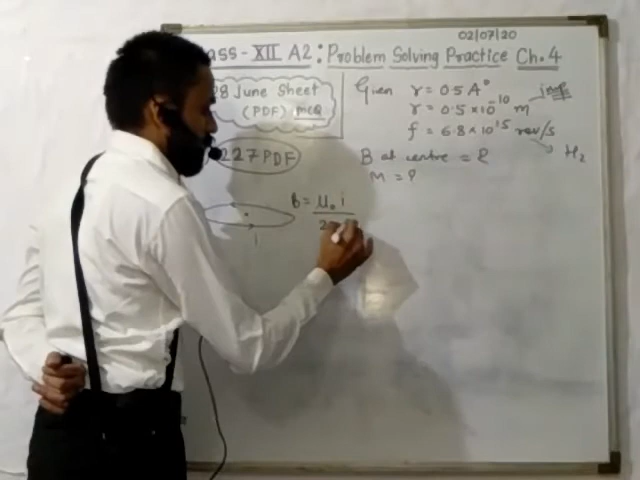 02/07/20
ass - XII A2 : Problem Solving Practice Ch. 4
28 June Sheet
(PDF) MCQ
227 PDF
Given r = 0.5 A°
r = 0.5 × 10⁻¹⁰ m
f = 6.8 × 10¹⁵ rev/s
Hz
B at centre = ?
M = ?
B = μ₀ i
2
i